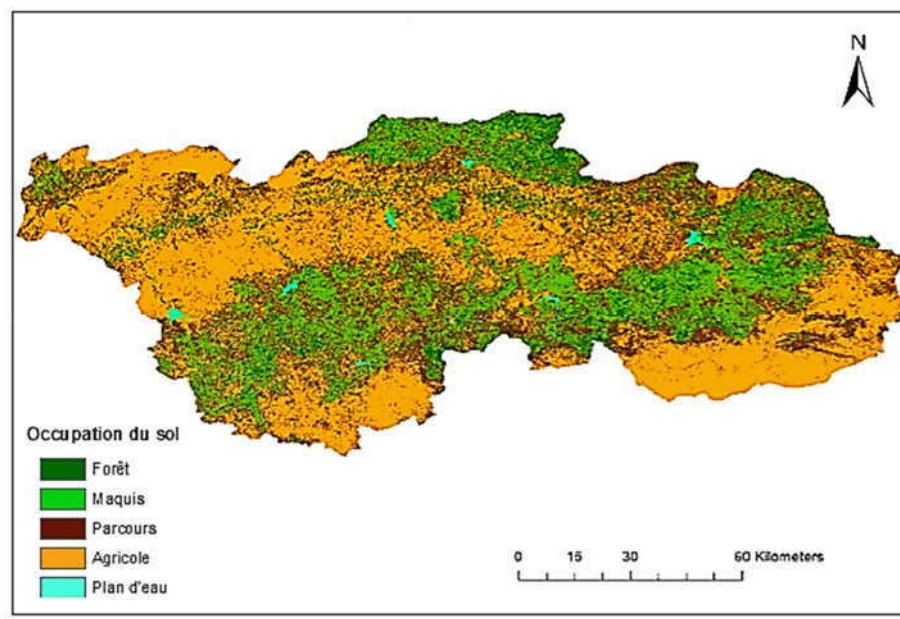 N
Occupation du sol
Forêt
Maquis
Parcours
Agricole
Plan d'eau
0 15 30 60 Kilometers